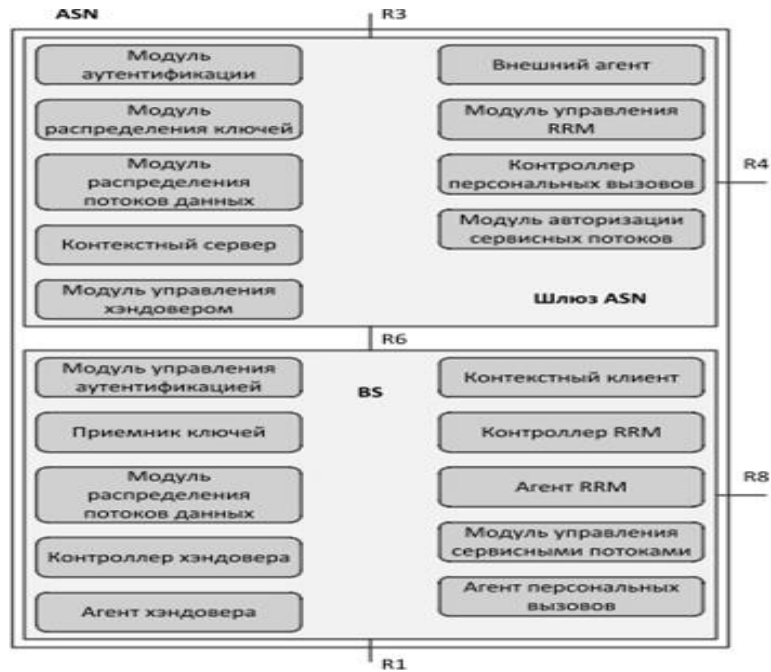 ASN
R3
Модуль
аутентификации
Модуль
распределения ключей
Модуль
распределения
потоков данных
Контекстный сервер
Модуль управления
хэндовером
Внешний агент
Модуль управления
RRM
Контроллер
персональных вызовов
Модуль авторизации
сервисных потоков
Шлюз ASN
R4
R6
Модуль управления
аутентификацией
Приемник ключей
Модуль
распределения
потоков данных
Контроллер хэндовера
Агент хэндовера
BS
Контекстный клиент
Контроллер RRM
Агент RRM
Модуль управления
сервисными потоками
Агент персональных
вызовов
R8
R1